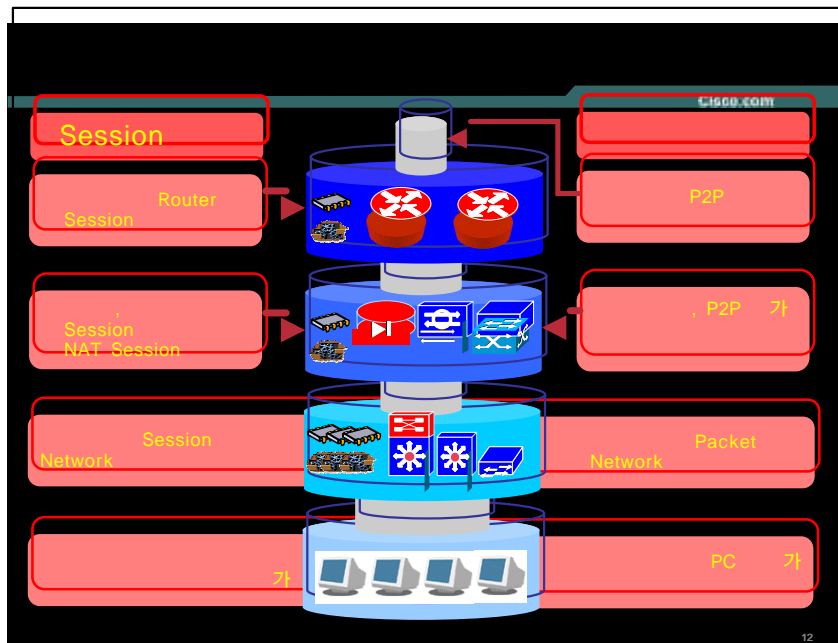 Cisco.com
Session
Router
Session
P2P
,
Session
NAT Session
, P2P 가
Session
Network
Packet
Network
가
PC 가
12